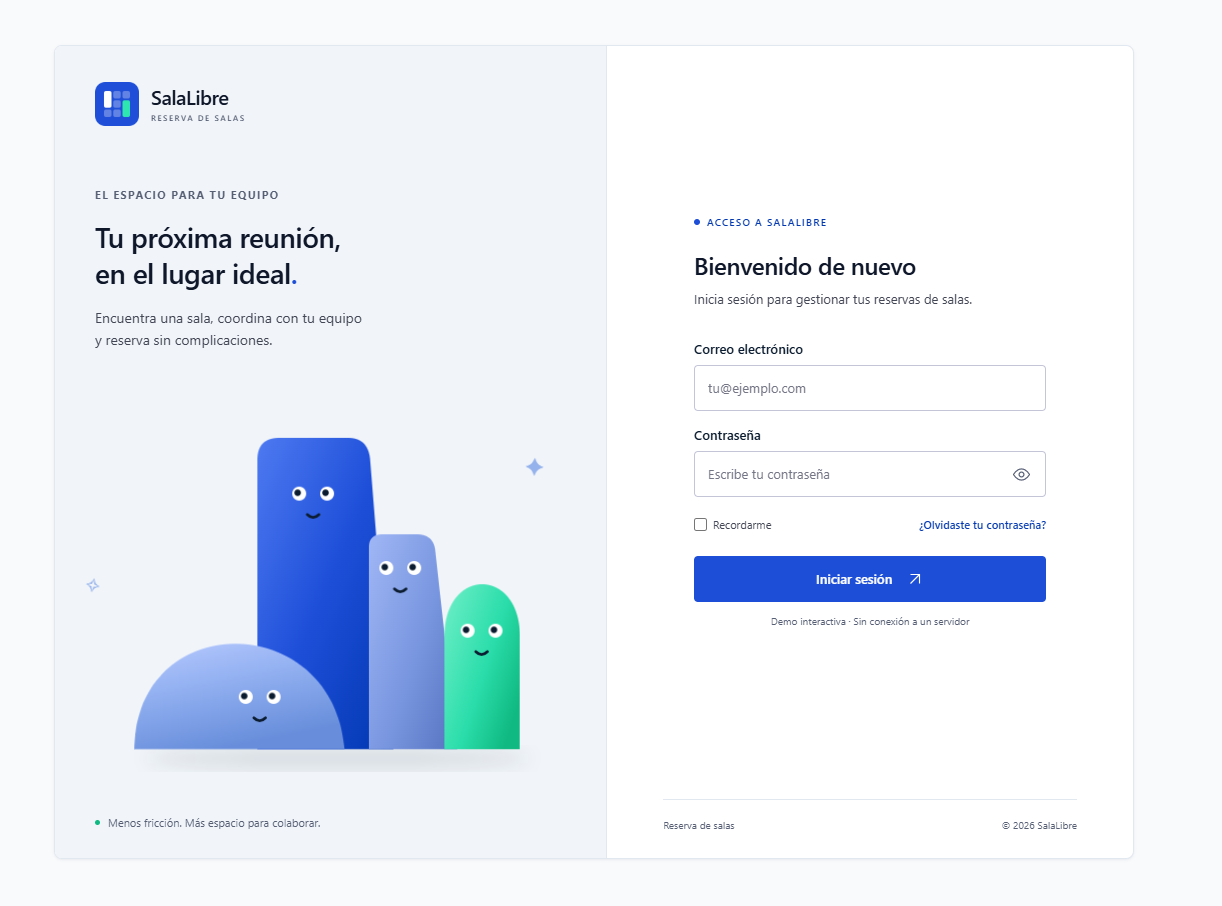 SalaLibre
RESERVA DE SALAS
EL ESPACIO PARA TU EQUIPO
Tu próxima reunión,
en el lugar ideal.
Encuentra una sala, coordina con tu equipo
y reserva sin complicaciones.
Menos fricción. Más espacio para colaborar.
ACCESO A SALALIBRE
Bienvenido de nuevo
Inicia sesión para gestionar tus reservas de salas.
Correo electrónico
tu@ejemplo.com
Contraseña
Escribe tu contraseña
Recordarme
¿Olvidaste tu contraseña?
Iniciar sesión
Demo interactiva · Sin conexión a un servidor
Reserva de salas
© 2026 SalaLibre